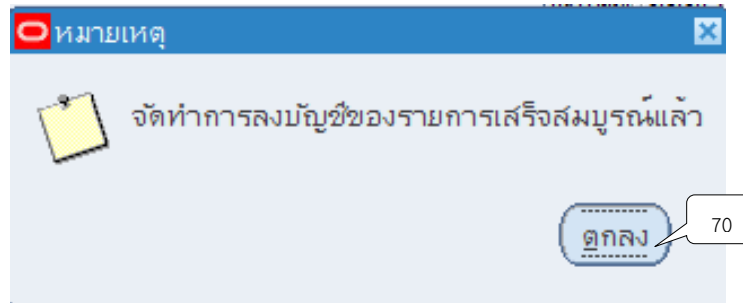 หมายเหตุ
จัดทำการลงบัญชีของรายการเสร็จสมบูรณ์แล้ว
ตกลง
70